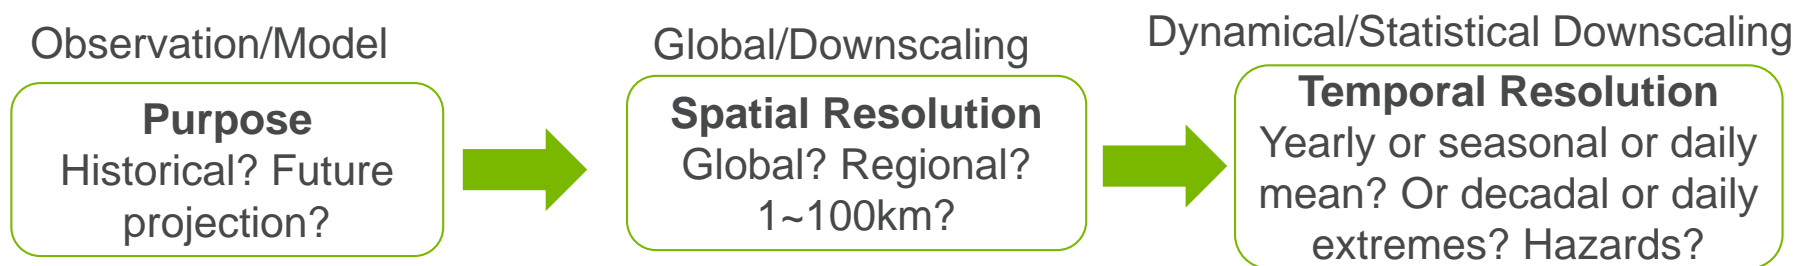 Observation/Model
Purpose
Historical? Future
projection?
Global/Downscaling
Spatial Resolution
Global? Regional?
1~100km?
Dynamical/Statistical Downscaling
Temporal Resolution
Yearly or seasonal or daily
mean? Or decadal or daily
extremes? Hazards?